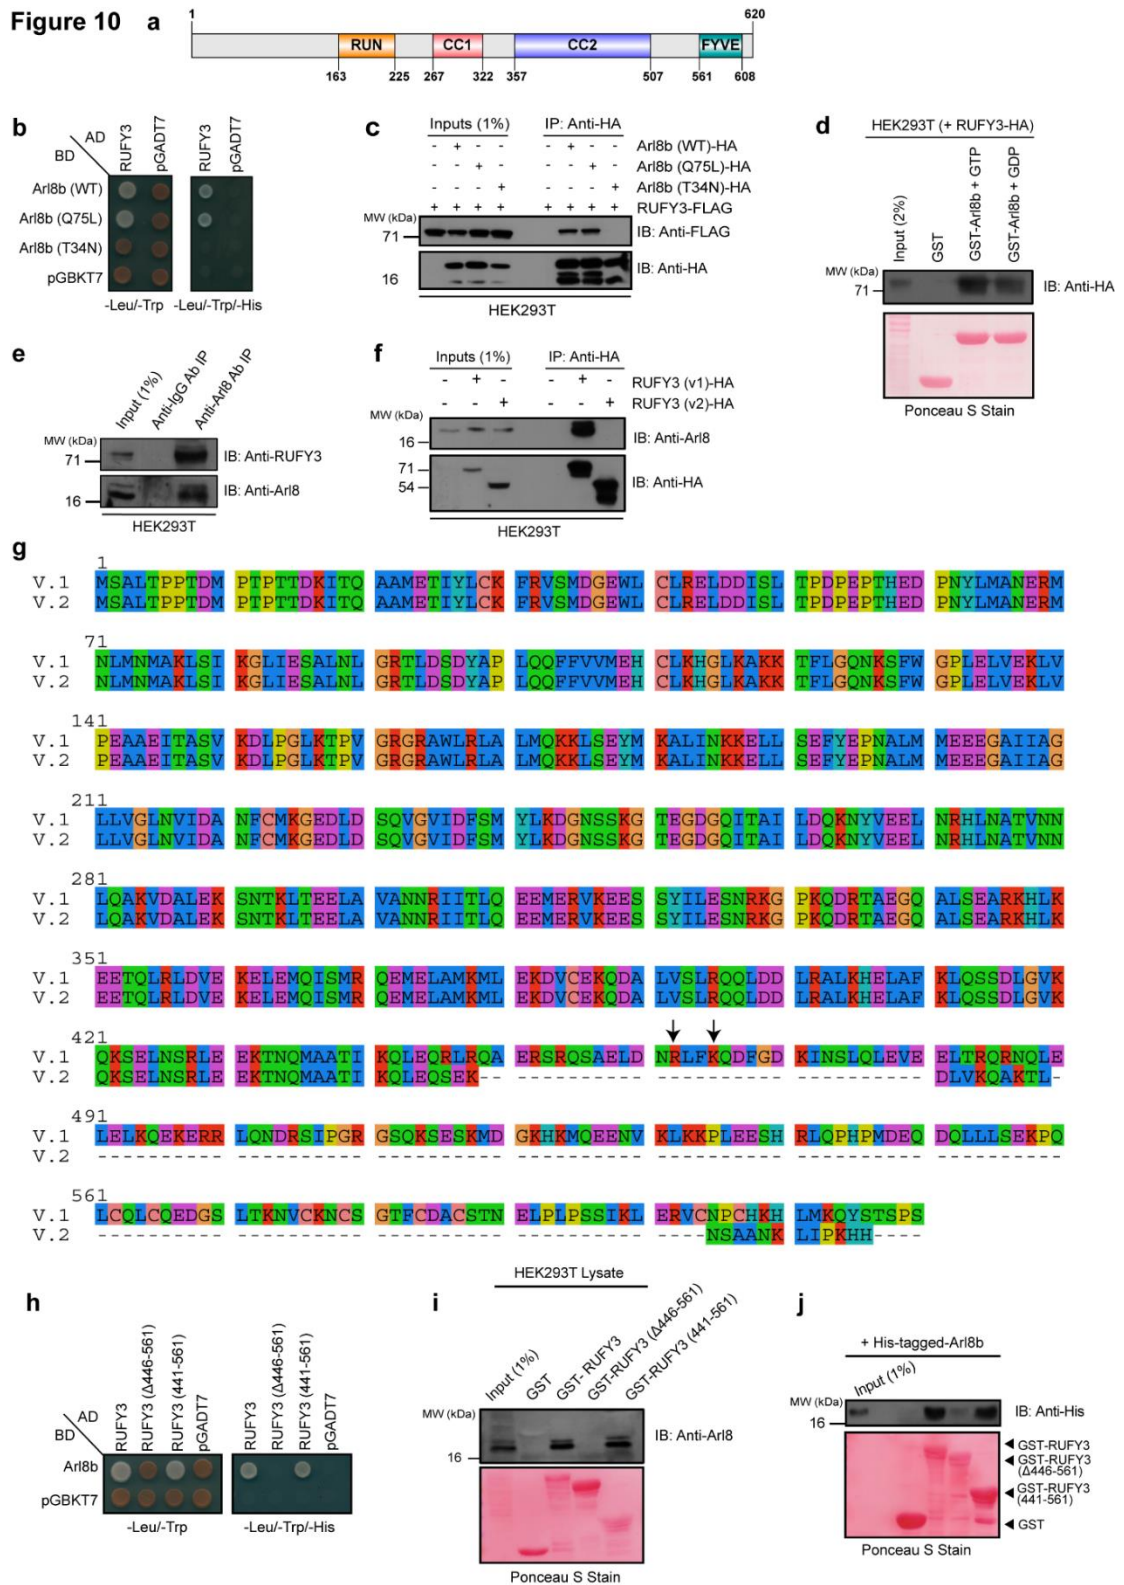 Figure 10
a
1 620
RUN CC1 CC2 FYVE
163 225 267 322 357 507 561 608
b
AD
BD
RUFY3
pGADT7
RUFY3
pGADT7
Arl8b (WT)
Arl8b (Q75L)
Arl8b (T34N)
pGBKT7
-Leu/-Trp -Leu/-Trp/-His
c
Inputs (1%) IP: Anti-HA
- + - - - + - - Arl8b (WT)-HA
- - + - - - + - Arl8b (Q75L)-HA
- - - + - - - + Arl8b (T34N)-HA
+ + + + + + + + RUFY3-FLAG
MW (kDa)
71 IB: Anti-FLAG
16 IB: Anti-HA
HEK293T
d
HEK293T (+ RUFY3-HA)
Input (2%)
GST
GST-Arl8b + GTP
GST-Arl8b + GDP
MW (kDa)
71 IB: Anti-HA
Ponceau S Stain
e
Input (1%)
Anti-IgG Ab IP
Anti-Arl8 Ab IP
MW (kDa)
71 IB: Anti-RUFY3
16 IB: Anti-Arl8
HEK293T
f
Inputs (1%) IP: Anti-HA
- + - - + - RUFY3 (v1)-HA
- - + - - + RUFY3 (v2)-HA
MW (kDa)
16 IB: Anti-Arl8
71
54 IB: Anti-HA
HEK293T
g
1
V.1 MSALTPPTDM PTPTTDKITQ AAMETIYLCK FRVSMDGEWL CLRELDDISL TPDPEPTHED PNYLMANERM
V.2 MSALTPPTDM PTPTTDKITQ AAMETIYLCK FRVSMDGEWL CLRELDDISL TPDPEPTHED PNYLMANERM
71
V.1 NLMNMAKLSI KGLIESALNL GRTLDSDYAP LQQFFVVMEH CLKHGLKAKK TFLGQNKSFW GPLELVEKLV
V.2 NLMNMAKLSI KGLIESALNL GRTLDSDYAP LQQFFVVMEH CLKHGLKAKK TFLGQNKSFW GPLELVEKLV
141
V.1 PEAAEITASV KDLPGLKTPV GRGRAWLRLA LMQKKLSEYM KALINKKELL SEFYEPNALM MEEEGAIIAG
V.2 PEAAEITASV KDLPGLKTPV GRGRAWLRLA LMQKKLSEYM KALINKKELL SEFYEPNALM MEEEGAIIAG
211
V.1 LLVGLNVIDA NFCMKGEDLD SQVGVIDFSM YLKDGNSSKG TEGDGQITAI LDQKNYVEEL NRHLNATVNN
V.2 LLVGLNVIDA NFCMKGEDLD SQVGVIDFSM YLKDGNSSKG TEGDGQITAI LDQKNYVEEL NRHLNATVNN
281
V.1 LQAKVDALEK SNTKLTEELA VANNRIITLQ EEMERVKEES SYILESNRKG PKQDRTAEGQ ALSEARKHLK
V.2 LQAKVDALEK SNTKLTEELA VANNRIITLQ EEMERVKEES SYILESNRKG PKQDRTAEGQ ALSEARKHLK
351
V.1 EETQLRLDVE KELEMQISMR QEMELAMKML EKDVCEKQDA LVSLRQQLDD LRALKHELAF KLQSSDLGVK
V.2 EETQLRLDVE KELEMQISMR QEMELAMKML EKDVCEKQDA LVSLRQQLDD LRALKHELAF KLQSSDLGVK
421
V.1 QKSELNSRLE EKTNQMAATI KQLEQRLRQA ERSRQSAELD NRLFKQDFGD KINSLQLEVE ELTRQRNQLE
V.2 QKSELNSRLE EKTNQMAATI KQLEQSEK-- ---------- ---------- ---------- DLVKQAKTL-
491
V.1 LELKQEKERR LQNDRSIPGR GSQKSESKMD GKHKMQEENV KLKKPLEESH RLQPHPMDEQ DQLLLSEKPQ
V.2 ---------- ---------- ---------- ---------- ---------- ---------- ----------
561
V.1 LCQLCQEDGS LTKNVCKNCS GTFCDACSTN ELPLPSSIKL ERVCNPCHKH LMKQYSTSPS
V.2 ---------- ---------- ---------- ---------- ----NSAANK LIPKHH----
h
AD
BD
RUFY3
RUFY3 (Δ446-561)
RUFY3 (441-561)
pGADT7
RUFY3
RUFY3 (Δ446-561)
RUFY3 (441-561)
pGADT7
Arl8b
pGBKT7
-Leu/-Trp -Leu/-Trp/-His
i
HEK293T Lysate
Input (1%)
GST
GST- RUFY3
GST-RUFY3 (Δ446-561)
GST-RUFY3 (441-561)
MW (kDa)
16 IB: Anti-Arl8
Ponceau S Stain
j
+ His-tagged-Arl8b
Input (1%)
MW (kDa)
16 IB: Anti-His
GST-RUFY3
GST-RUFY3
(Δ446-561)
GST-RUFY3
(441-561)
GST
Ponceau S Stain